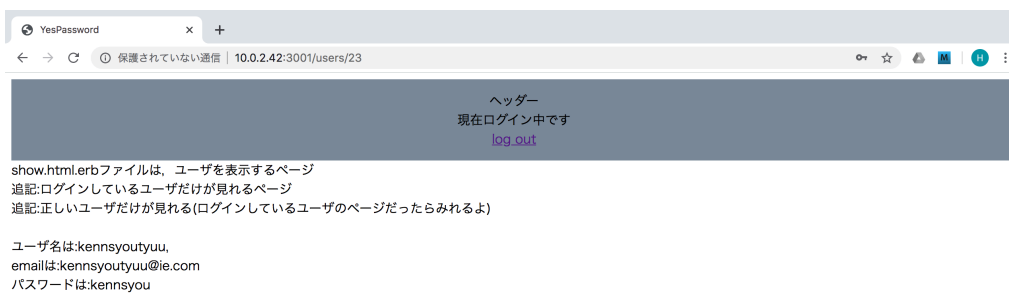 YesPassword
保護されていない通信 10.0.2.42:3001/users/23
M
H
ヘッダー
現在ログイン中です
log out
show.html.erbファイルは，ユーザを表示するページ
追記:ログインしているユーザだけが見れるページ
追記:正しいユーザだけが見れる(ログインしているユーザのページだったらみれるよ)
ユーザ名は:kennsyoutyuu,
emailは:kennsyoutyuu@ie.com
パスワードは:kennsyou